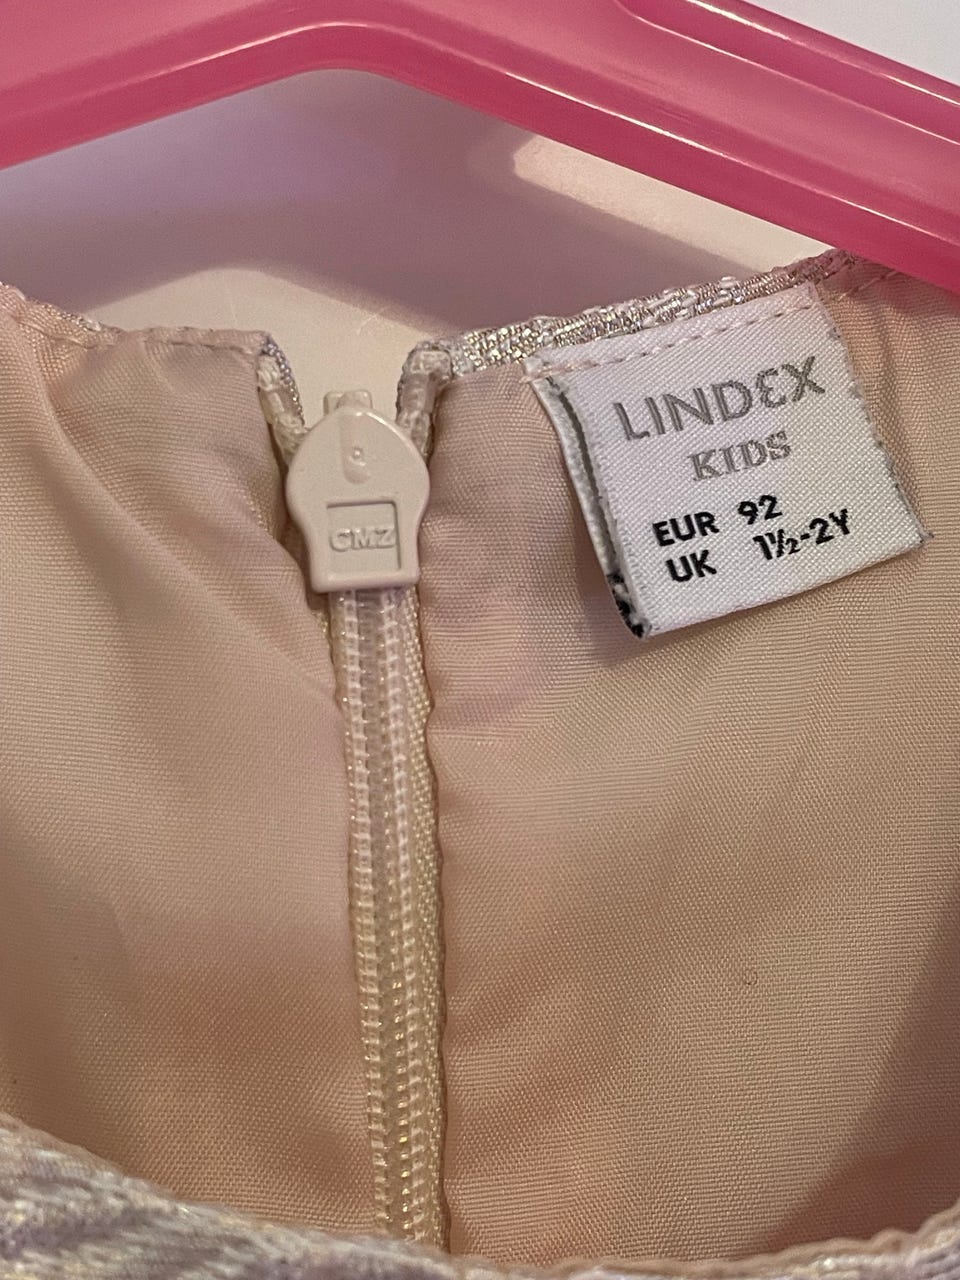 LINDEX
KIDS
EUR 92
UK 1½-2Y
CMZ